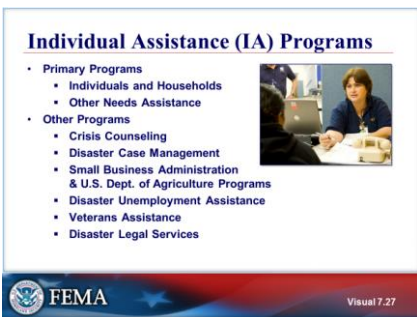 Individual Assistance (IA) Programs
• Primary Programs
▪ Individuals and Households
▪ Other Needs Assistance
• Other Programs
▪ Crisis Counseling
▪ Disaster Case Management
▪ Small Business Administration
& U.S. Dept. of Agriculture Programs
▪ Disaster Unemployment Assistance
▪ Veterans Assistance
▪ Disaster Legal Services
FEMA
Visual 7.27